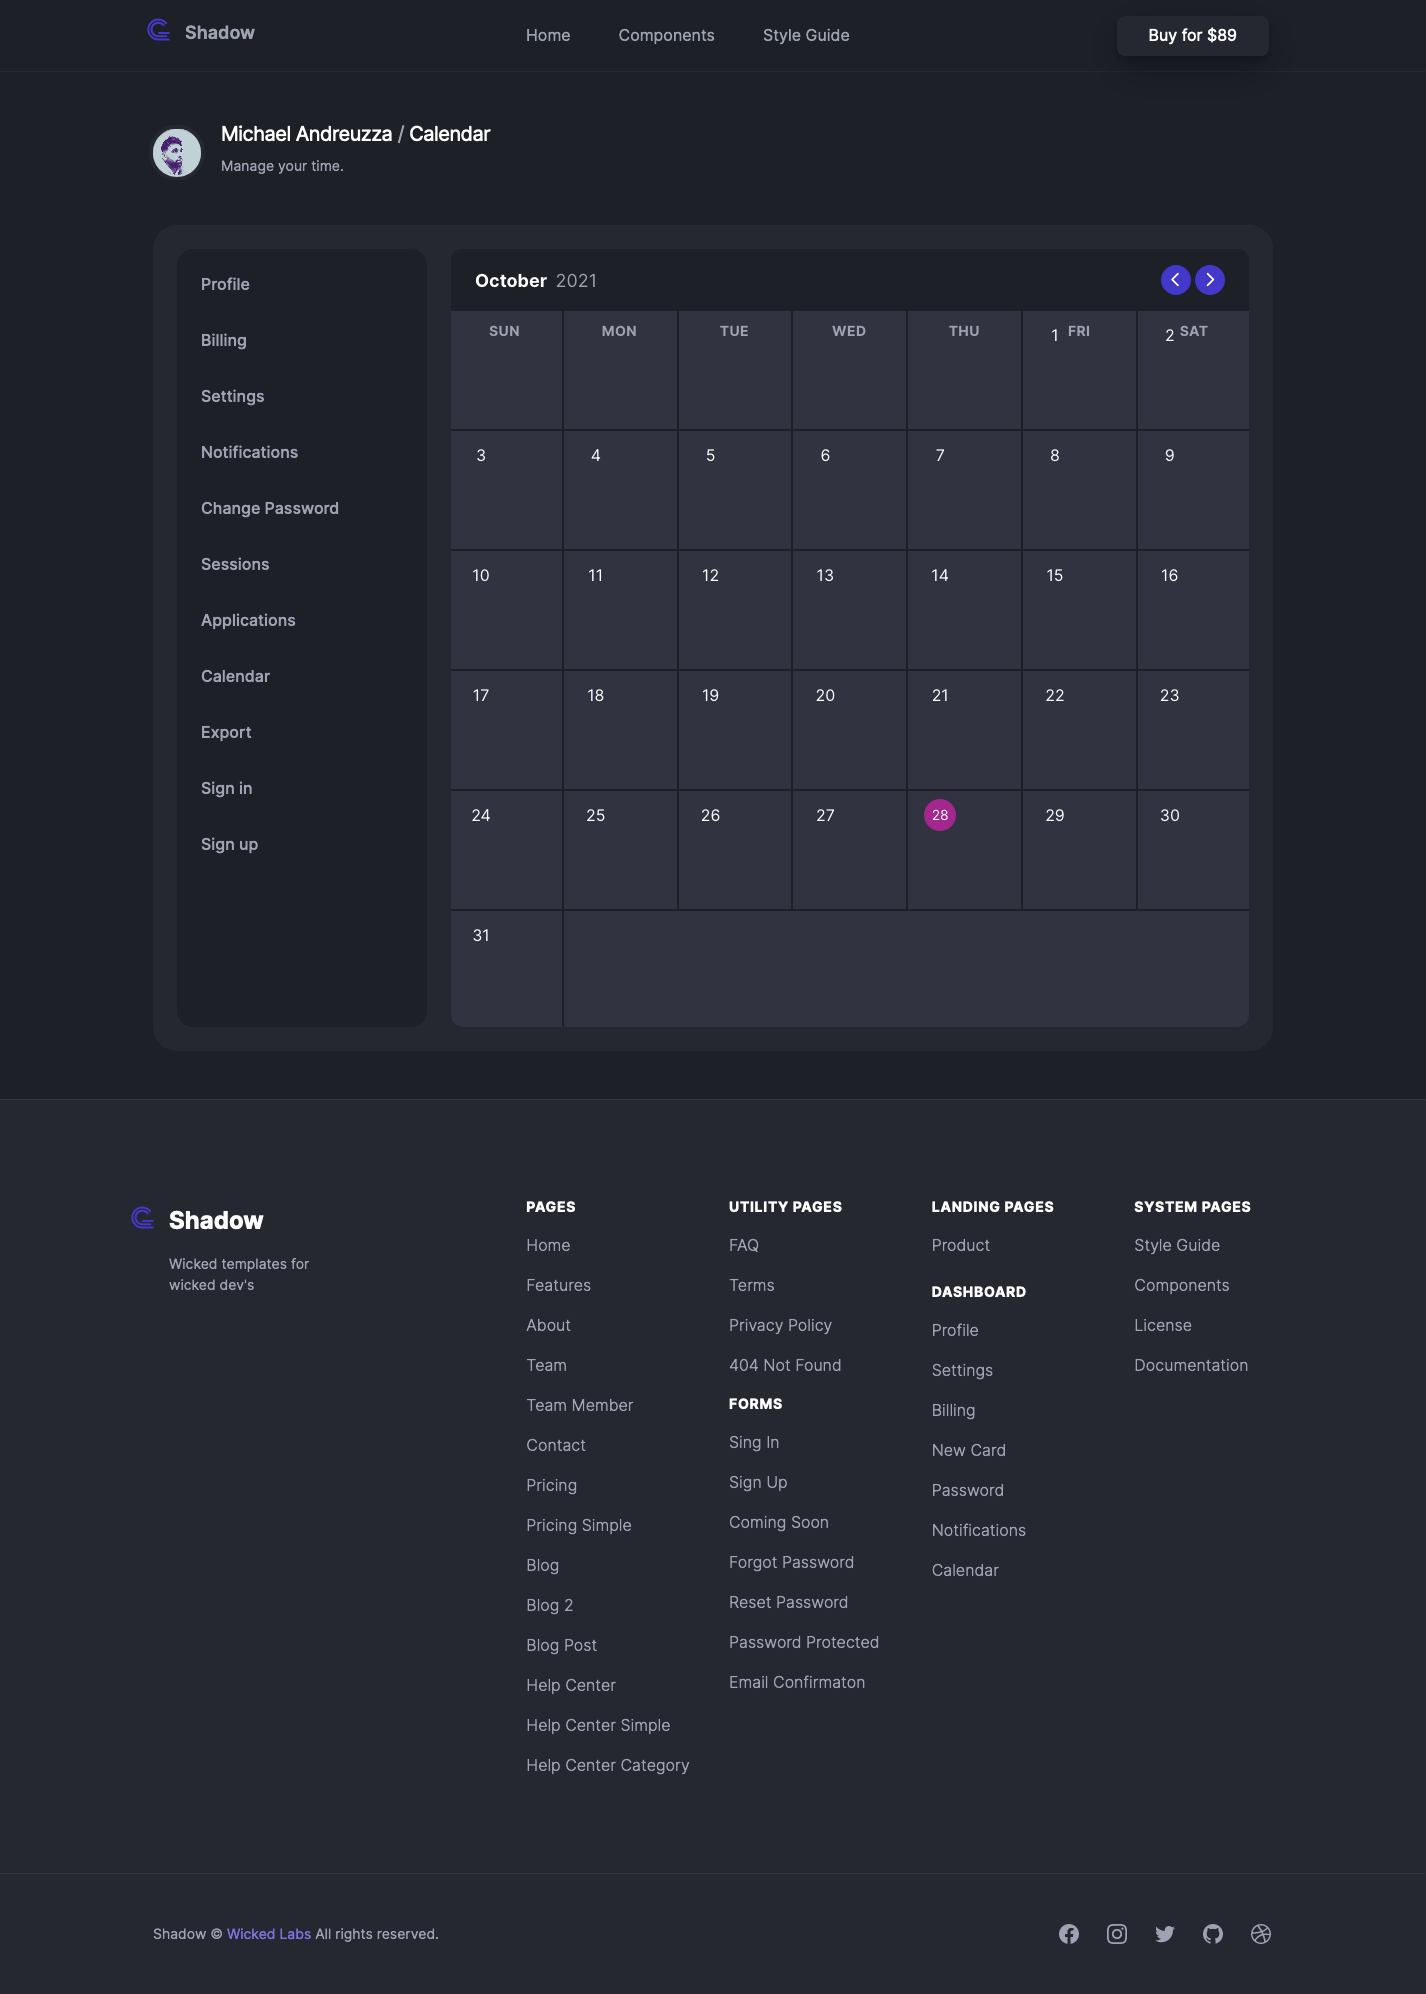 Shadow
Home
Components
Style Guide
Buy for $89
Michael Andreuzza / Calendar
Manage your time.
Profile
Billing
Settings
Notifications
Change Password
Sessions
Applications
Calendar
Export
Sign in
Sign up
October 2021
SUN MON TUE WED THU FRI SAT
1 2
3 4 5 6 7 8 9
10 11 12 13 14 15 16
17 18 19 20 21 22 23
24 25 26 27 28 29 30
31
Shadow
Wicked templates for
wicked dev's
PAGES
Home
Features
About
Team
Team Member
Contact
Pricing
Pricing Simple
Blog
Blog 2
Blog Post
Help Center
Help Center Simple
Help Center Category
UTILITY PAGES
FAQ
Terms
Privacy Policy
404 Not Found
FORMS
Sing In
Sign Up
Coming Soon
Forgot Password
Reset Password
Password Protected
Email Confirmaton
LANDING PAGES
Product
DASHBOARD
Profile
Settings
Billing
New Card
Password
Notifications
Calendar
SYSTEM PAGES
Style Guide
Components
License
Documentation
Shadow © Wicked Labs All rights reserved.